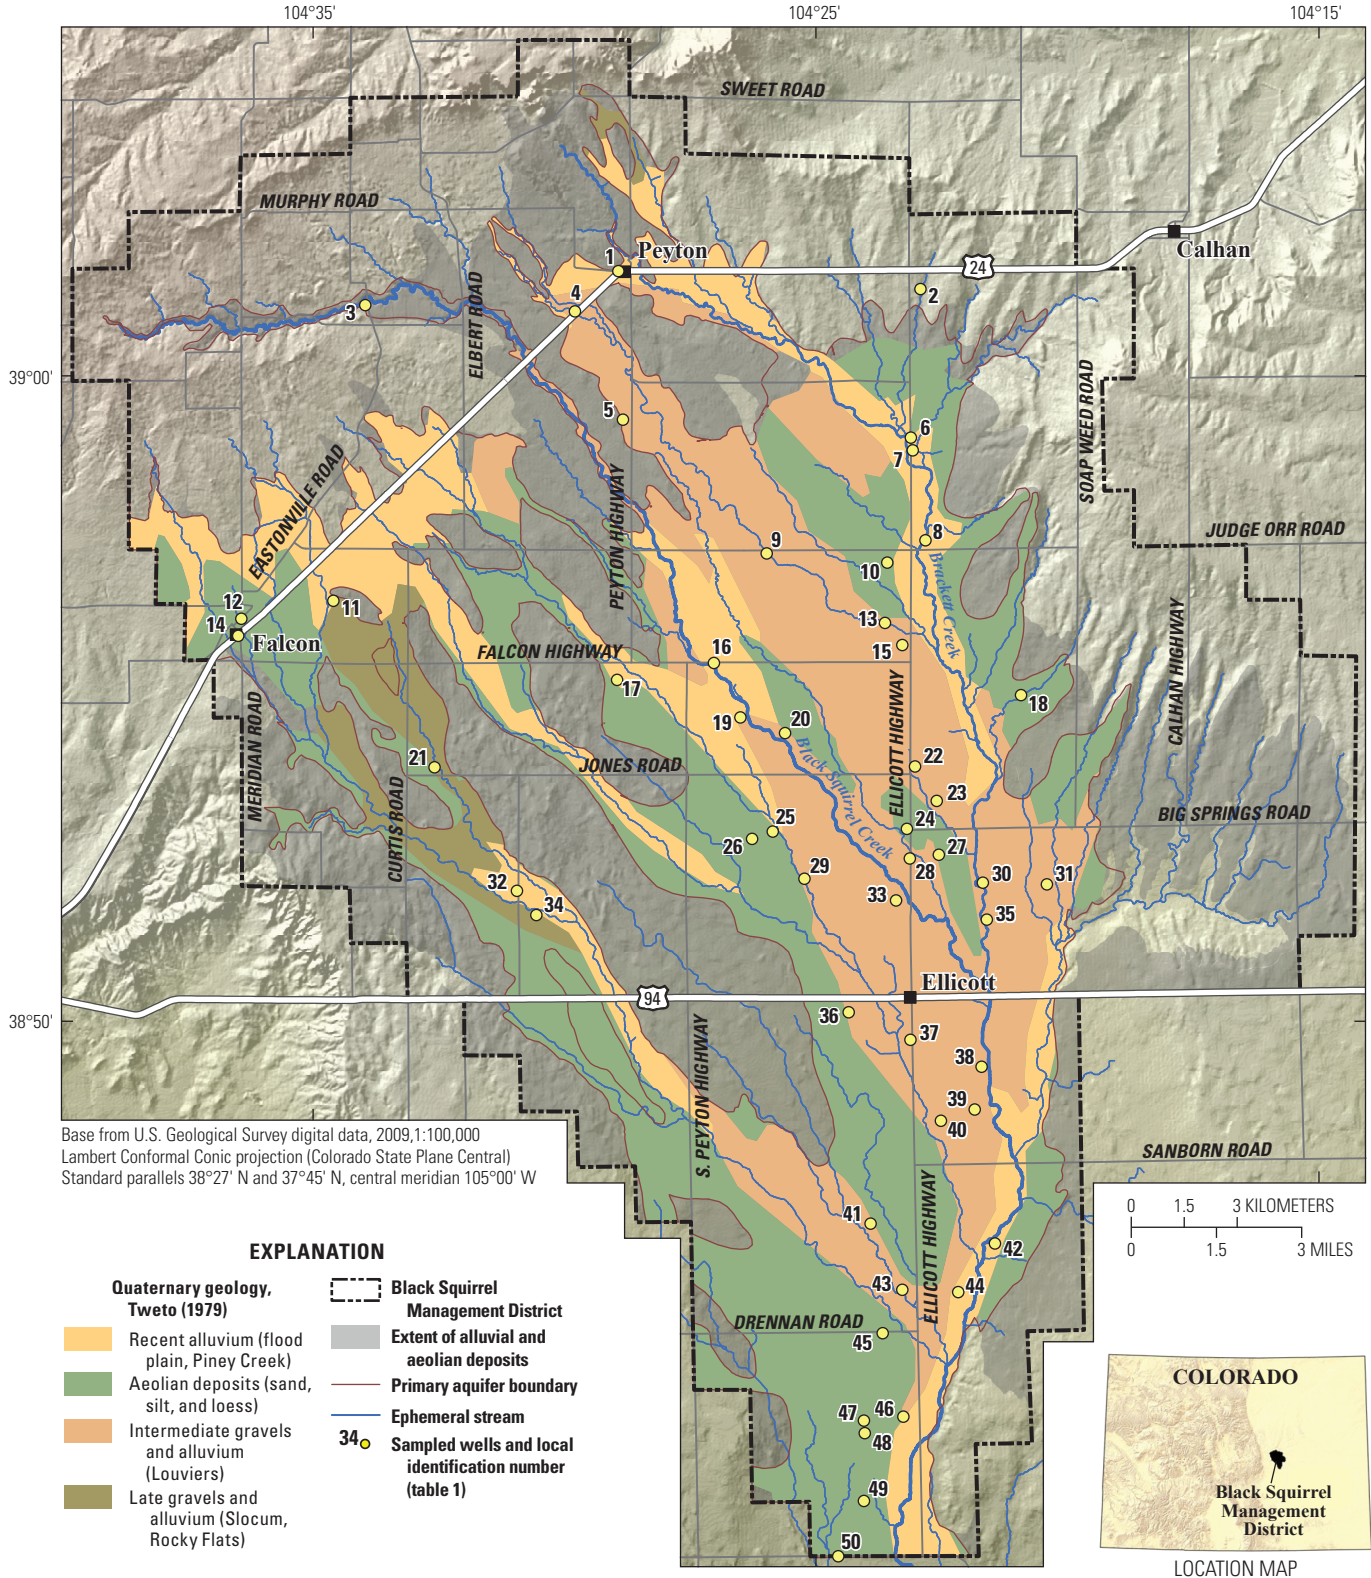 104°35'
104°25'
104°15'
SWEET ROAD
MURPHY ROAD
Peyton
1
24
Calhan
2
4
3
ELBERT ROAD
39°00'
SOAP WEED ROAD
5
6
7
EASTONVILLE ROAD
PEYTON HIGHWAY
JUDGE ORR ROAD
8
9
10
Brackett Creek
12
11
14
Falcon
13
15
CALHAN HIGHWAY
FALCON HIGHWAY
16
17
18
MERIDIAN ROAD
ELLICOTT HIGHWAY
19
20
Black Squirrel Creek
21
JONES ROAD
22
CURTIS ROAD
23
BIG SPRINGS ROAD
24
25
26
27
28
29
30
31
32
33
34
35
Ellicott
94
38°50'
36
37
S. PEYTON HIGHWAY
38
39
40
Base from U.S. Geological Survey digital data, 2009,1:100,000
Lambert Conformal Conic projection (Colorado State Plane Central)
Standard parallels 38°27' N and 37°45' N, central meridian 105°00' W
SANBORN ROAD
ELLICOTT HIGHWAY
0 1.5 3 KILOMETERS
0 1.5 3 MILES
41
42
43
44
DRENNAN ROAD
45
46
47
48
49
50
EXPLANATION
Quaternary geology,
Tweto (1979)
Recent alluvium (flood
plain, Piney Creek)
Aeolian deposits (sand,
silt, and loess)
Intermediate gravels
and alluvium
(Louviers)
Late gravels and
alluvium (Slocum,
Rocky Flats)
Black Squirrel
Management District
Extent of alluvial and
aeolian deposits
Primary aquifer boundary
Ephemeral stream
34 Sampled wells and local
identification number
(table 1)
COLORADO
Black Squirrel
Management
District
LOCATION MAP